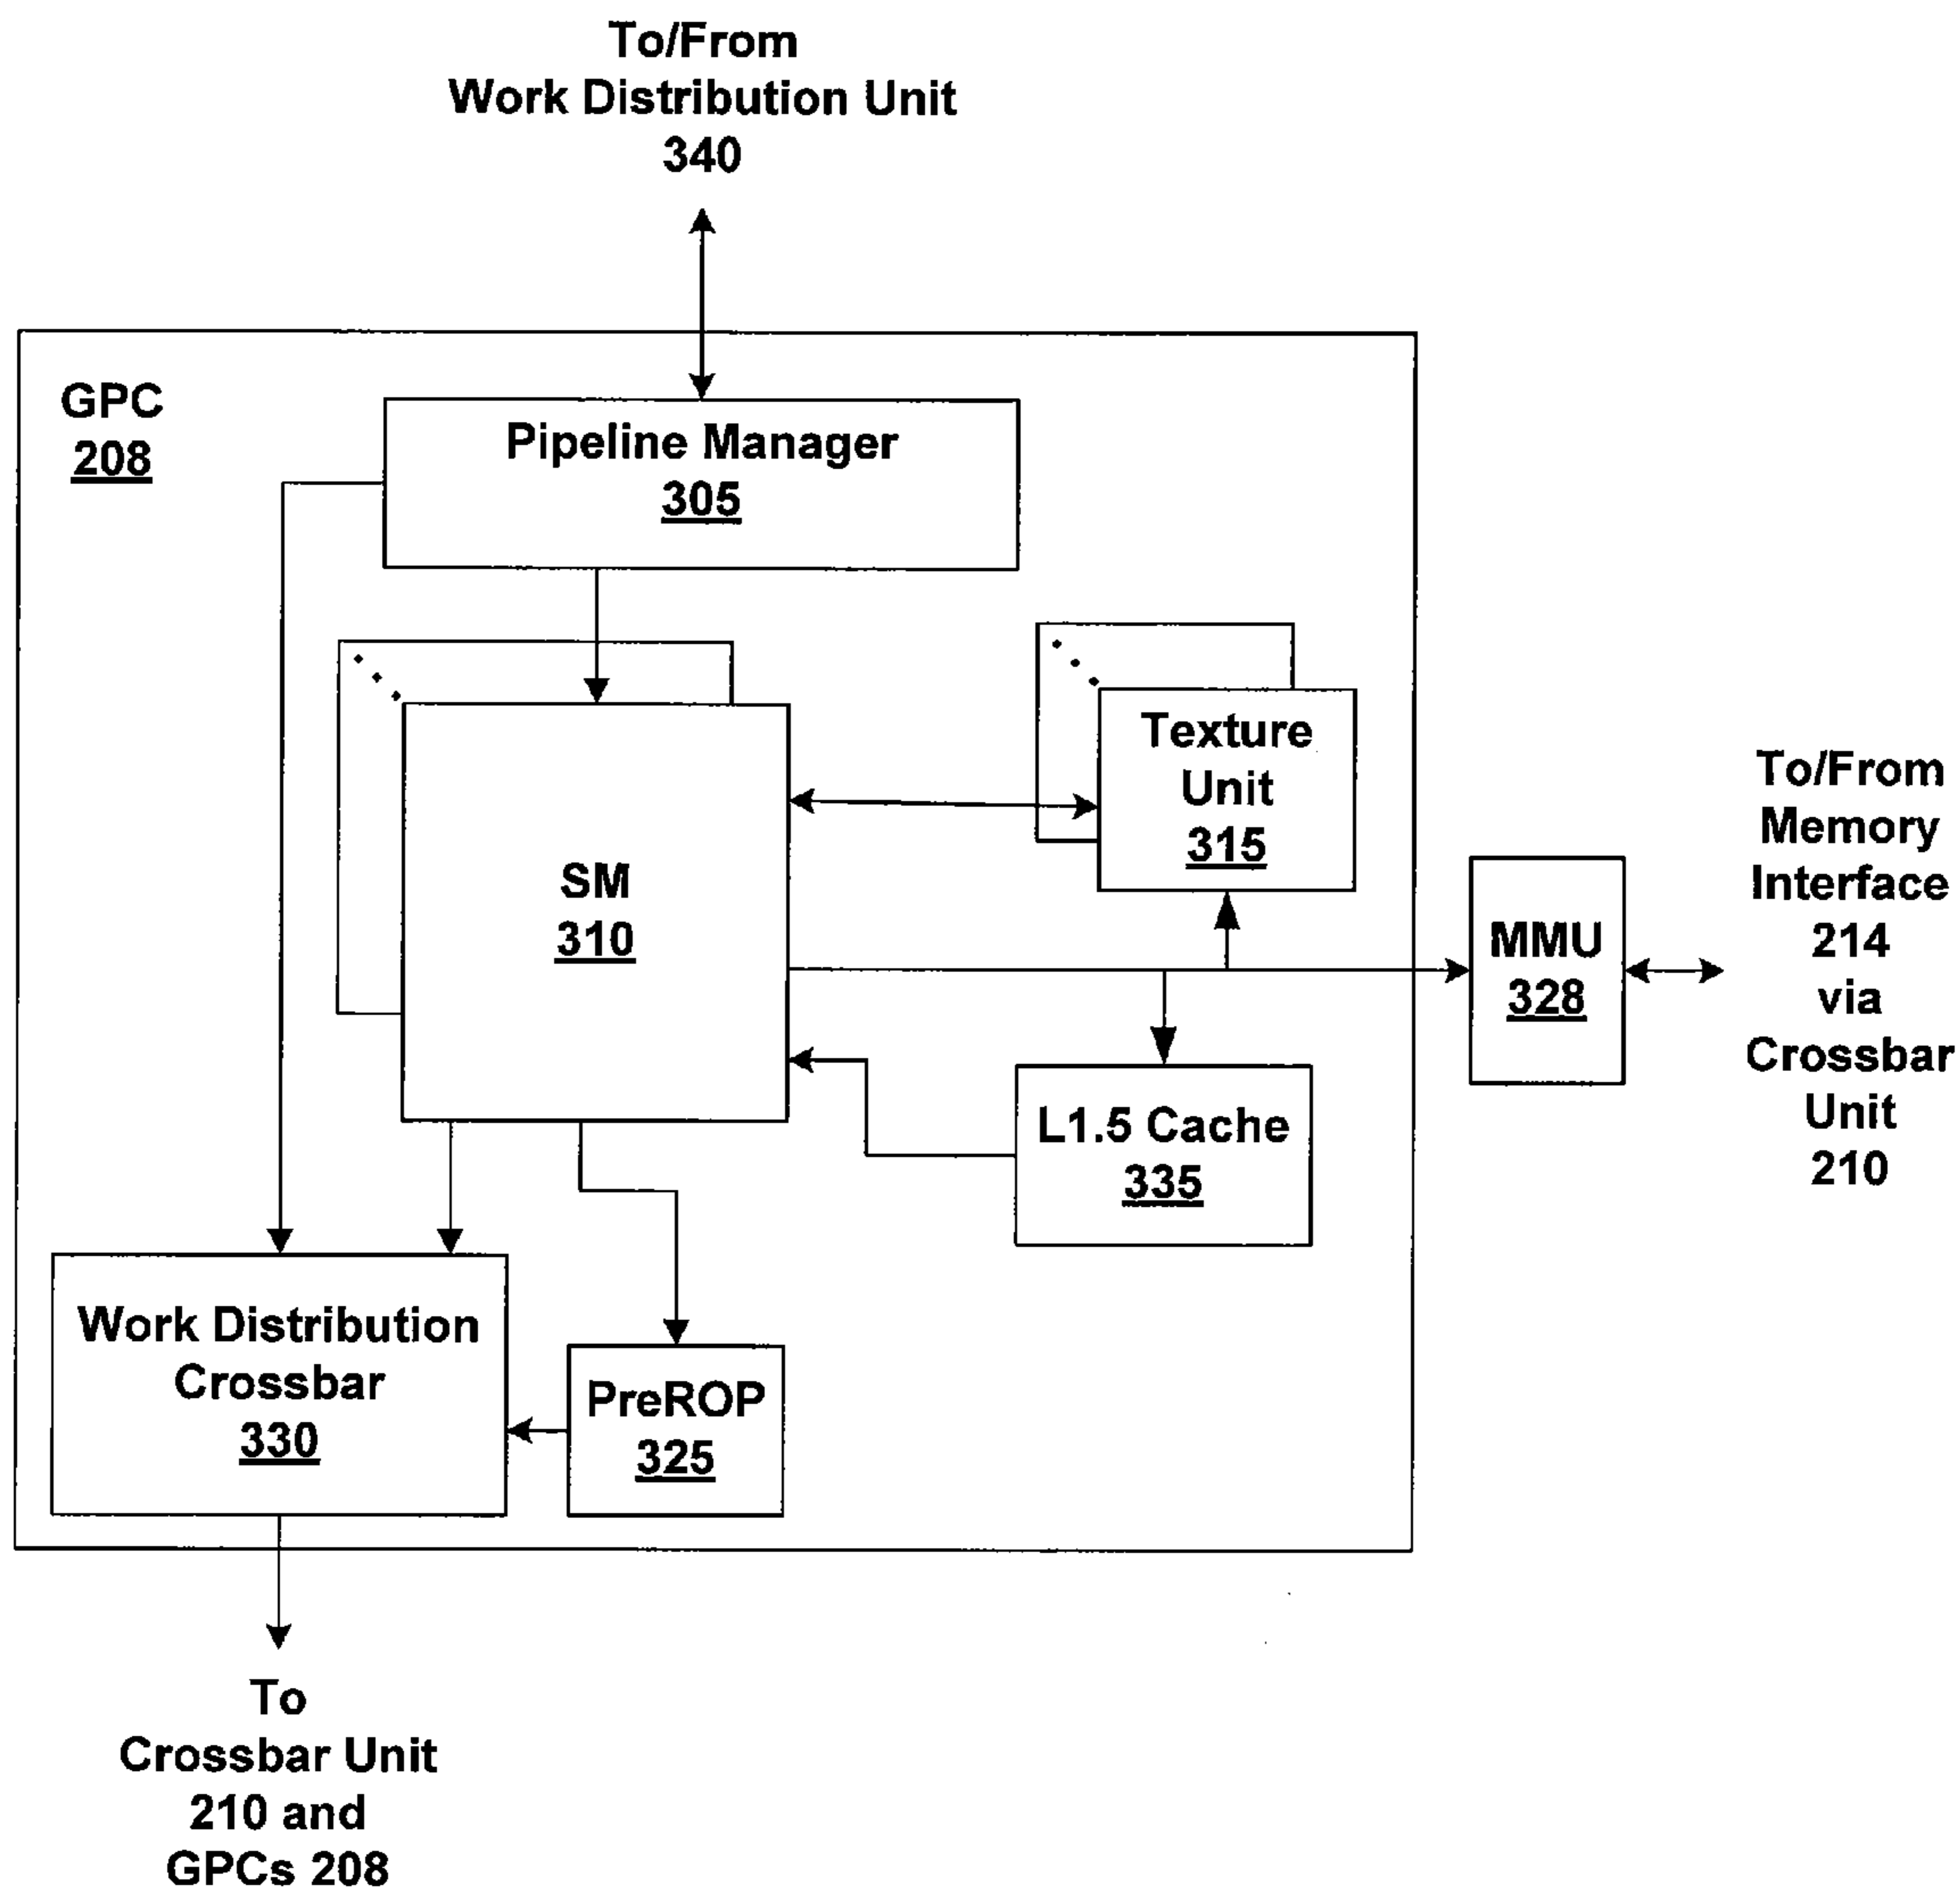 To/From
Work Distribution Unit
340
GPC
208
Pipeline Manager
305
Texture
Unit
315
SM
310
MMU
328
To/From
Memory
Interface
214
via
Crossbar
Unit
210
L1.5 Cache
335
Work Distribution
Crossbar
330
PreROP
325
To
Crossbar Unit
210 and
GPCs 208